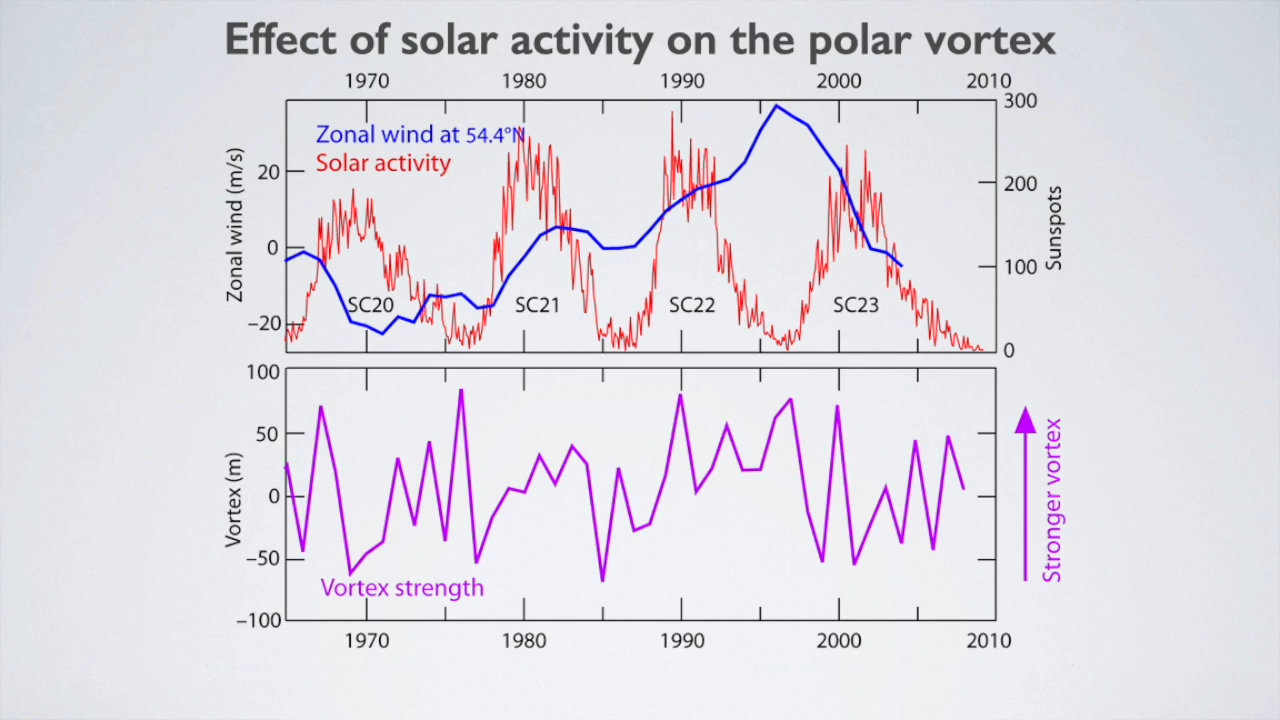 Effect of solar activity on the polar vortex
1970 1980 1990 2000 2010
Zonal wind at 54.4°N
Solar activity
Zonal wind (m/s)
20
0
−20
300
200
100
0
Sunspots
SC20 SC21 SC22 SC23
Vortex (m)
100
50
0
−50
−100
Vortex strength
Stronger vortex
1970 1980 1990 2000 2010